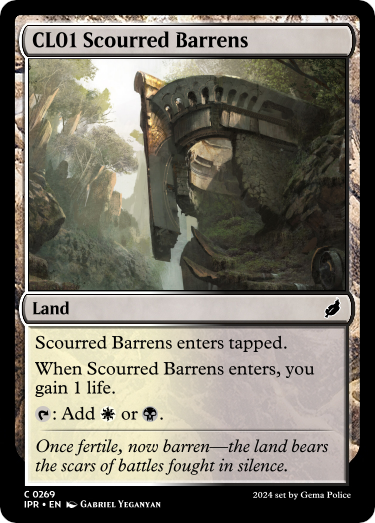 CL01 Scourred Barrens
Land
Scourred Barrens enters tapped.
When Scourred Barrens enters, you
gain 1 life.
: Add or .
Once fertile, now barren—the land bears
the scars of battles fought in silence.
C 0269
IPR • EN Gabriel Yeganyan
2024 set by Gema Police